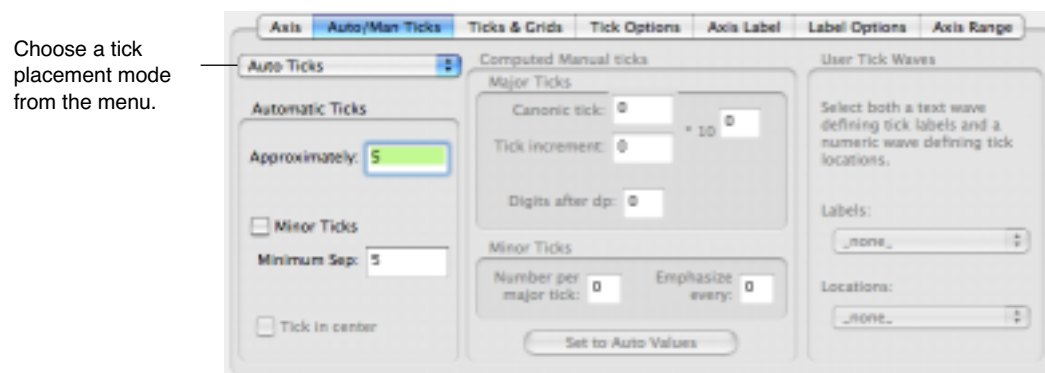 Choose a tick
placement mode
from the menu.
Axis Auto/Man Ticks Ticks & Grids Tick Options Axis Label Label Options Axis Range
Auto Ticks
Automatic Ticks
Approximately: 5
Minor Ticks
Minimum Sep: 5
Tick in center
Computed Manual ticks
Major Ticks
Canonic tick: 0 * 10 0
Tick increment: 0
Digits after dp: 0
Minor Ticks
Number per
major tick: 0
Emphasize
every: 0
Set to Auto Values
User Tick Waves
Select both a text wave
defining tick labels and a
numeric wave defining tick
locations.
Labels:
_none_
Locations:
_none_